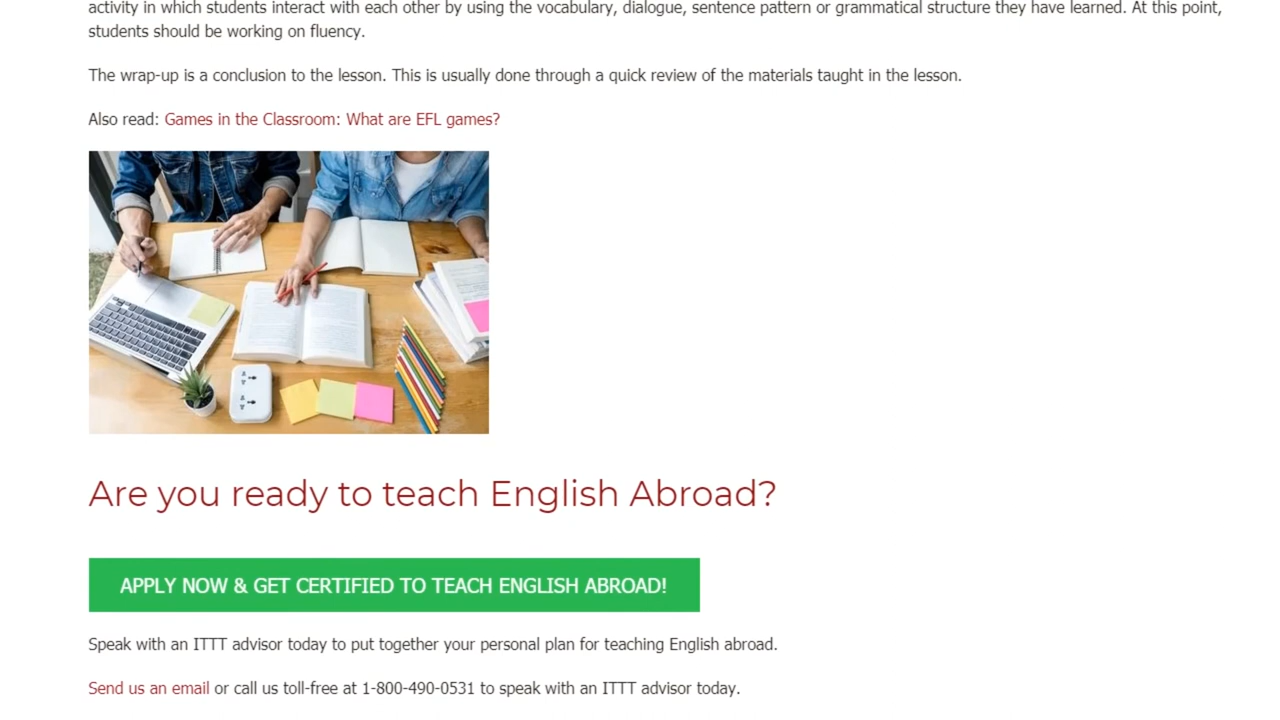 activity in which students interact with each other by using the vocabulary, dialogue, sentence pattern or grammatical structure they have learned. At this point,
students should be working on fluency.
The wrap-up is a conclusion to the lesson. This is usually done through a quick review of the materials taught in the lesson.
Also read: Games in the Classroom: What are EFL games?
Are you ready to teach English Abroad?
APPLY NOW & GET CERTIFIED TO TEACH ENGLISH ABROAD!
Speak with an ITTT advisor today to put together your personal plan for teaching English abroad.
Send us an email or call us toll-free at 1-800-490-0531 to speak with an ITTT advisor today.